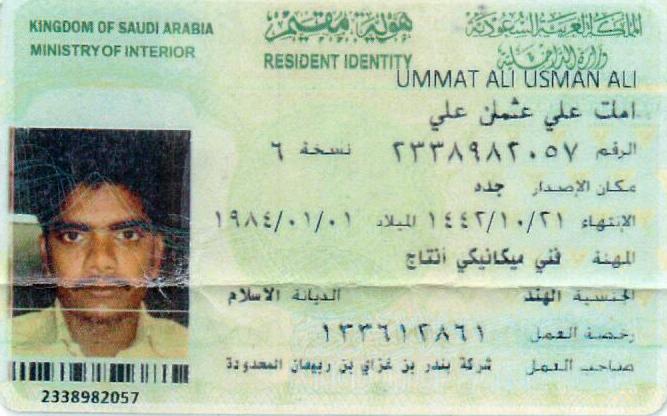 KINGDOM OF SAUDI ARABIA
MINISTRY OF INTERIOR
هوية مقيم
RESIDENT IDENTITY
المملكة العربية السعودية
وزارة الداخلية
UMMAT ALI USMAN ALI
امات علي عثمان علي
الرقم ٢٣٣٨٩٨٢٠٥٧ نسخة ٦
مكان الإصدار جده
الإنتهاء ١٤٤٢/١٠/٢١ الميلاد ١٩٨٤/٠١/٠١
المهنة فني ميكانيكي انتاج
الجنسية الهند الديانة الاسلام
رخصة العمل ١٣٣٦١٢٨٦١
صاحب العمل شركة بندر بن غزاي بن ربيعان المحدودة
2338982057